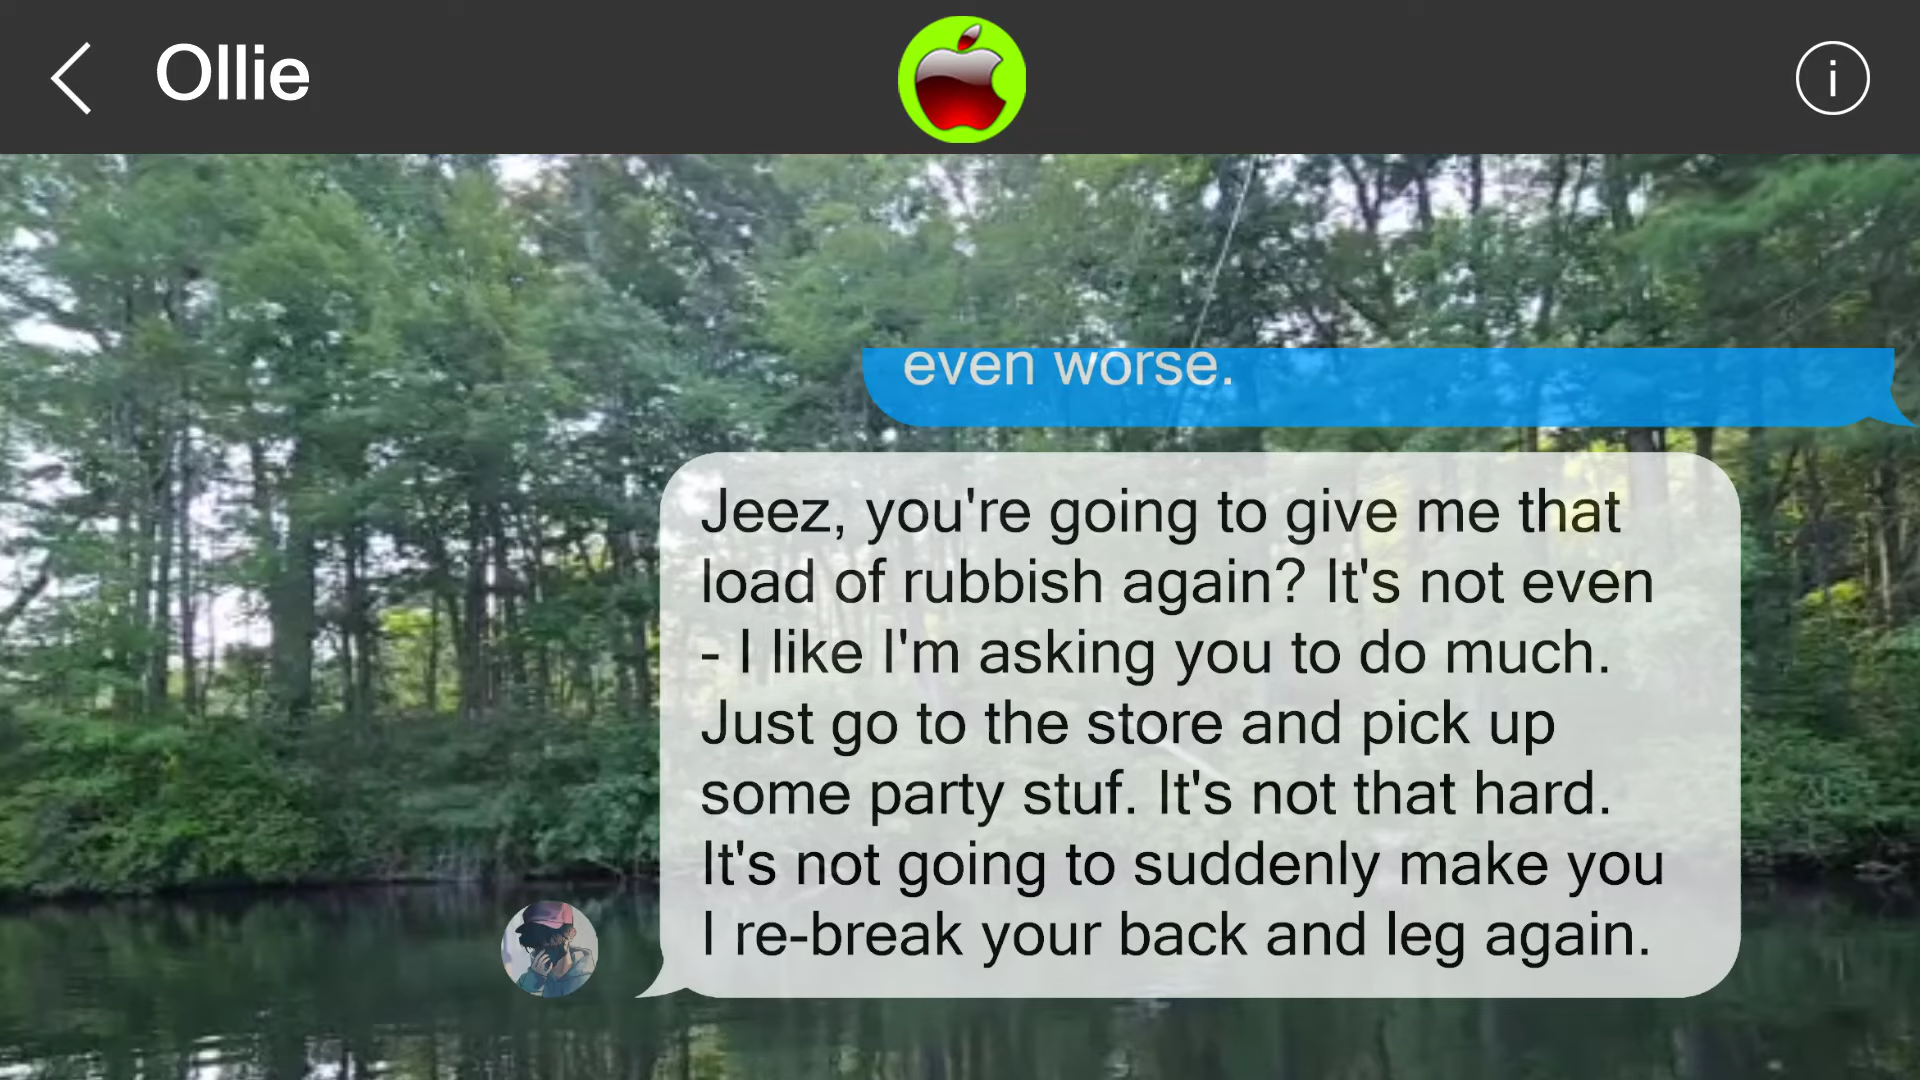 Ollie
i
even worse.
Jeez, you're going to give me that
load of rubbish again? It's not even
- I like I'm asking you to do much.
Just go to the store and pick up
some party stuf. It's not that hard.
It's not going to suddenly make you
I re-break your back and leg again.